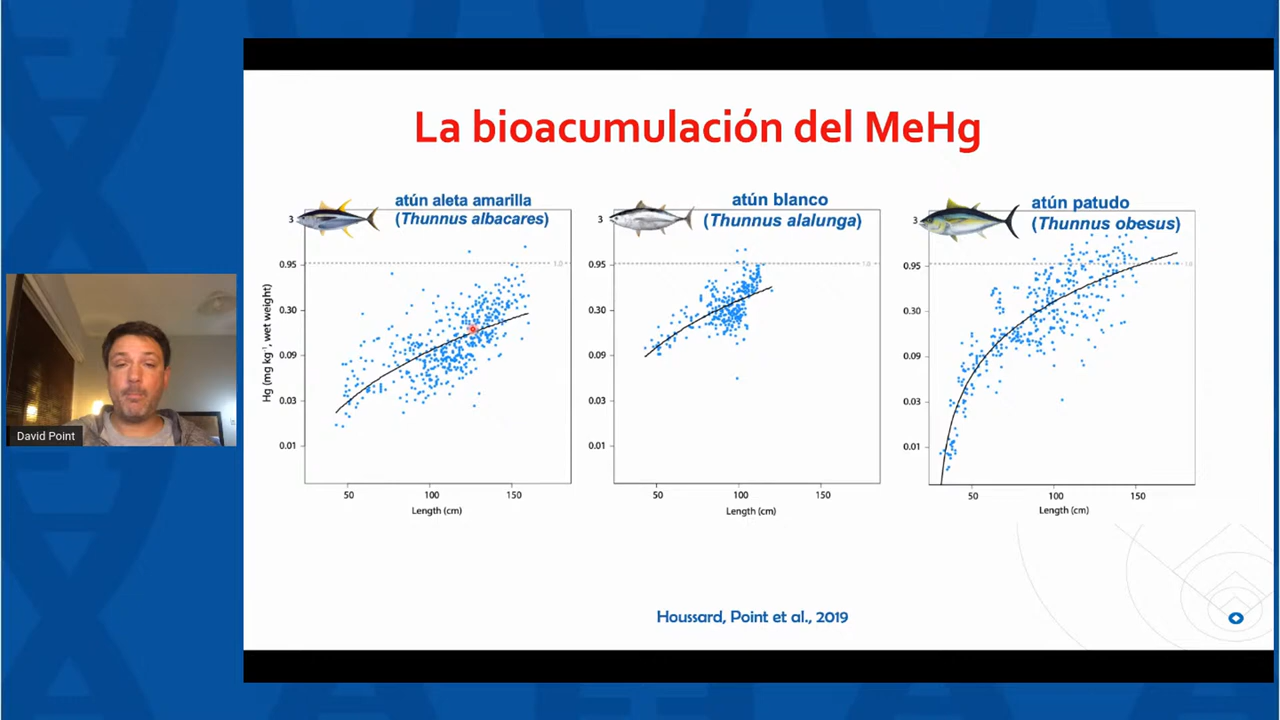 La bioacumulación del MeHg
atún aleta amarilla
(Thunnus albacares)
atún blanco
(Thunnus alalunga)
atún patudo
(Thunnus obesus)
Hg (mg kg⁻¹, wet weight)
3
0.95
0.30
0.09
0.03
0.01
1.0
50 100 150
Length (cm)
3
0.95
0.30
0.09
0.03
0.01
50 100 150
Length (cm)
3
0.95
0.30
0.09
0.03
0.01
50 100 150
Length (cm)
David Point
Houssard, Point et al., 2019